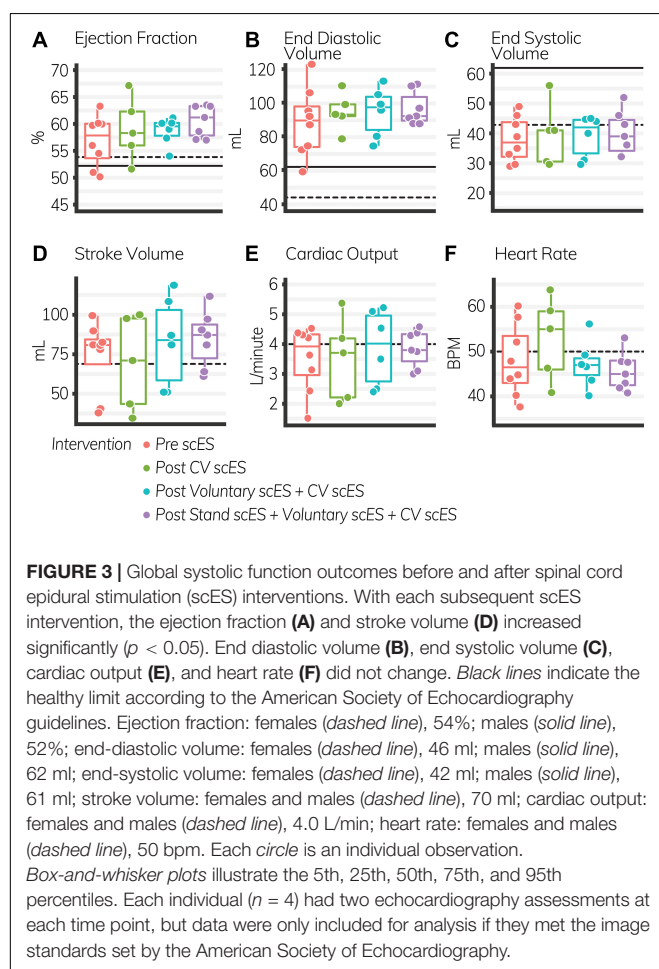 A Ejection Fraction
B End Diastolic
Volume
C End Systolic
Volume
70
65
60
55
50
45
%
120
100
80
60
40
mL
60
50
40
30
20
mL
D Stroke Volume
E Cardiac Output
F Heart Rate
100
75
50
mL
6
5
4
3
2
L/minute
60
50
40
BPM
Intervention
Pre scES
Post CV scES
Post Voluntary scES + CV scES
Post Stand scES + Voluntary scES + CV scES
FIGURE 3 | Global systolic function outcomes before and after spinal cord
epidural stimulation (scES) interventions. With each subsequent scES
intervention, the ejection fraction (A) and stroke volume (D) increased
significantly (p < 0.05). End diastolic volume (B), end systolic volume (C),
cardiac output (E), and heart rate (F) did not change. Black lines indicate the
healthy limit according to the American Society of Echocardiography
guidelines. Ejection fraction: females (dashed line), 54%; males (solid line),
52%; end-diastolic volume: females (dashed line), 46 ml; males (solid line),
62 ml; end-systolic volume: females (dashed line), 42 ml; males (solid line),
61 ml; stroke volume: females and males (dashed line), 70 ml; cardiac output:
females and males (dashed line), 4.0 L/min; heart rate: females and males
(dashed line), 50 bpm. Each circle is an individual observation.
Box-and-whisker plots illustrate the 5th, 25th, 50th, 75th, and 95th
percentiles. Each individual (n = 4) had two echocardiography assessments at
each time point, but data were only included for analysis if they met the image
standards set by the American Society of Echocardiography.